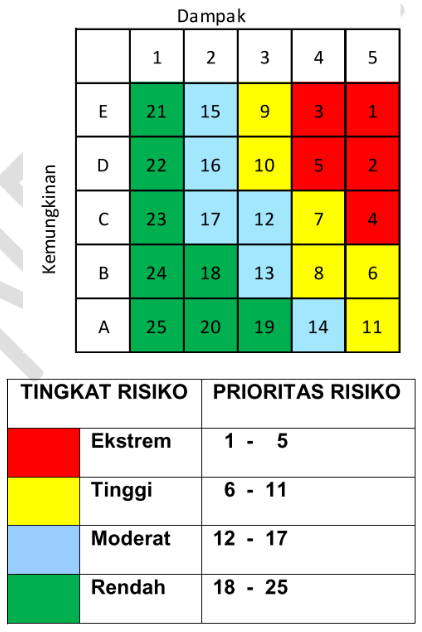 Dampak
1 2 3 4 5
E 21 15 9 3 1
D 22 16 10 5 2
Kemungkinan
C 23 17 12 7 4
B 24 18 13 8 6
A 25 20 19 14 11
TINGKAT RISIKO PRIORITAS RISIKO
Ekstrem 1 - 5
Tinggi 6 - 11
Moderat 12 - 17
Rendah 18 - 25